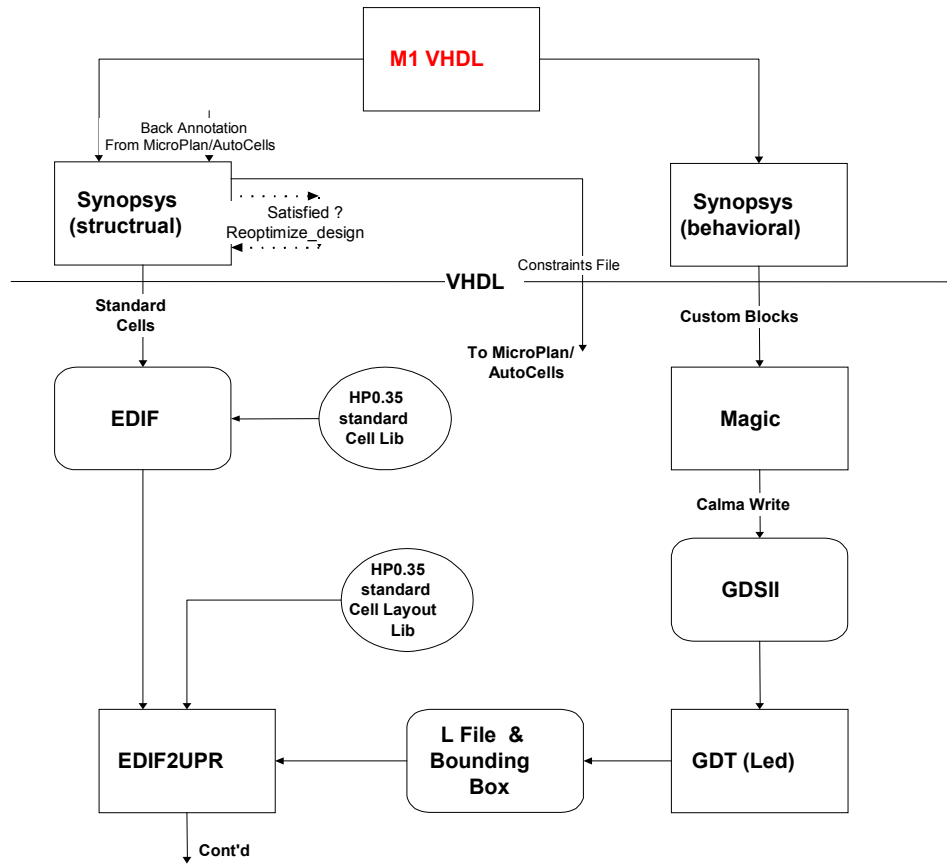 M1 VHDL
Back Annotation
From MicroPlan/AutoCells
Synopsys
(structrual)
Satisfied ?
Reoptimize_design
Synopsys
(behavioral)
Constraints File
VHDL
Standard
Cells
Custom Blocks
To MicroPlan/
AutoCells
EDIF
HP0.35
standard
Cell Lib
Magic
Calma Write
HP0.35
standard
Cell Layout
Lib
GDSII
EDIF2UPR
L File &
Bounding
Box
GDT (Led)
Cont'd